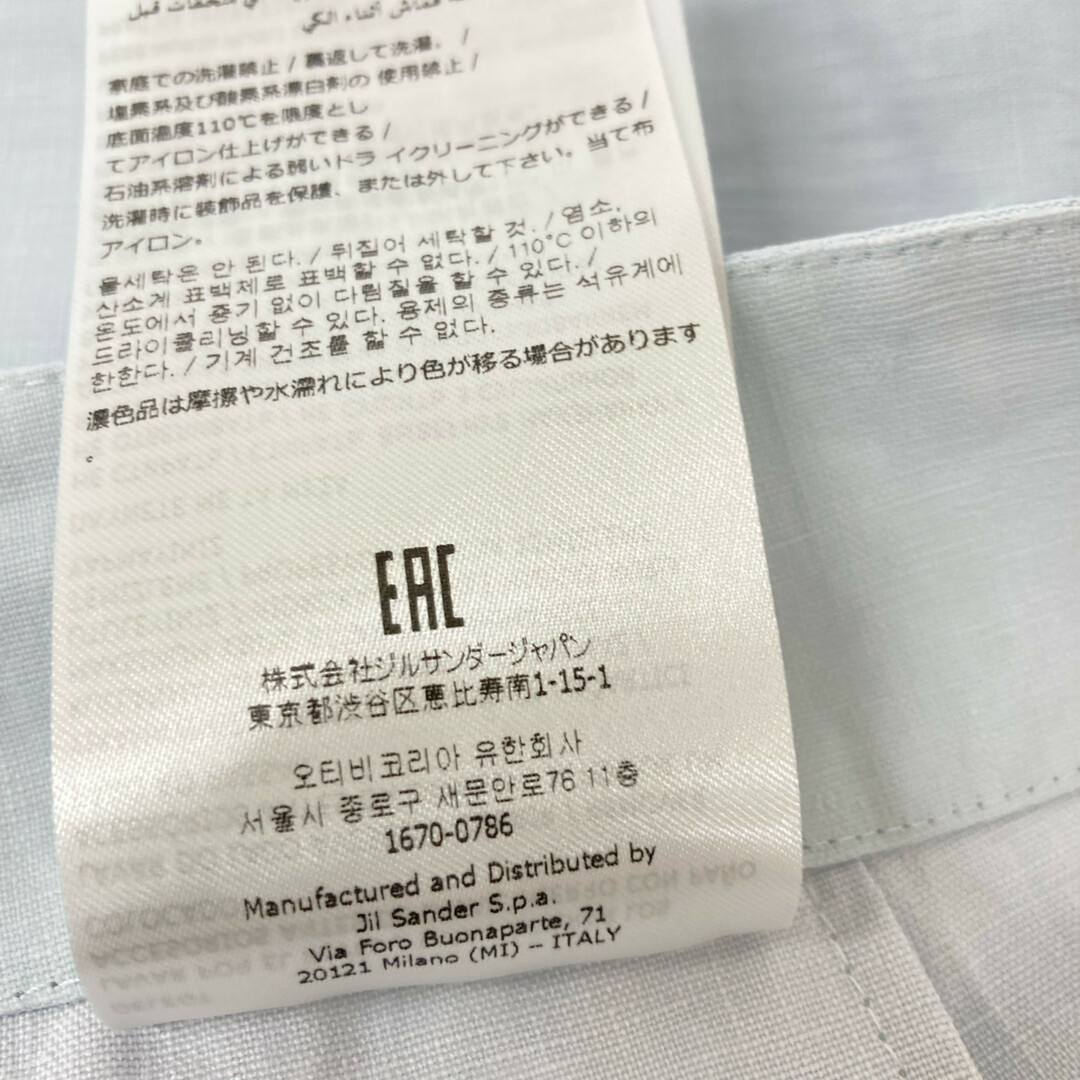 قماش أثناء الكي
家庭での洗濯禁止 / 裏返して洗濯。 /
塩素系及び酸素系漂白剤の 使用禁止 /
底面温度110℃を限度とし
てアイロン仕上げができる /
石油系溶剤による弱いドラ イクリーニングができる /
洗濯時に装飾品を保護、または外して下さい。当て布
アイロン。
물세탁은 안 된다. / 뒤집어 세탁할 것. / 염소,
산소계 표백제로 표백할 수 없다. / 110°C 이하의
온도에서 증기 없이 다림질을 할 수 있다. /
드라이클리닝할 수 있다. 용제의 종류는 석유계에
한한다. / 기계 건조를 할 수 없다.
濃色品は摩擦や水濡れにより色が移る場合があります
。
EAC
株式会社ジルサンダージャパン
東京都渋谷区恵比寿南1-15-1
오티비코리아 유한회사
서울시 종로구 새문안로76 11층
1670-0786
Manufactured and Distributed by
Jil Sander S.p.a.
Via Foro Buonaparte, 71
20121 Milano (MI) -- ITALY